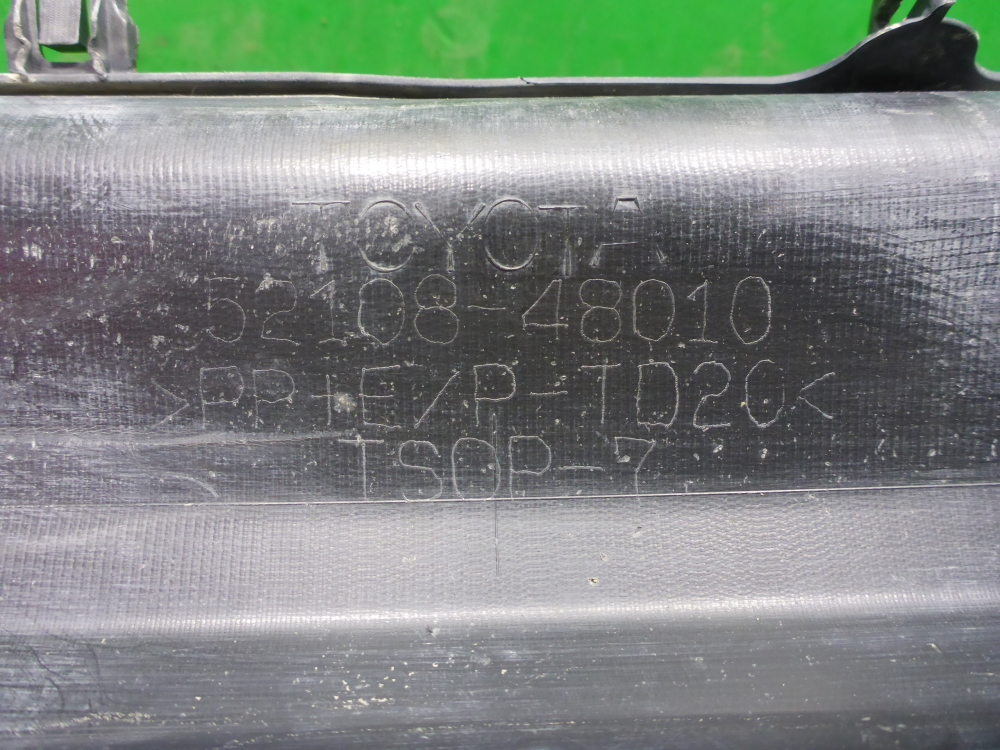 TOYOTA
52108-48010
>PP+E/P-TD20<
TSOP-7